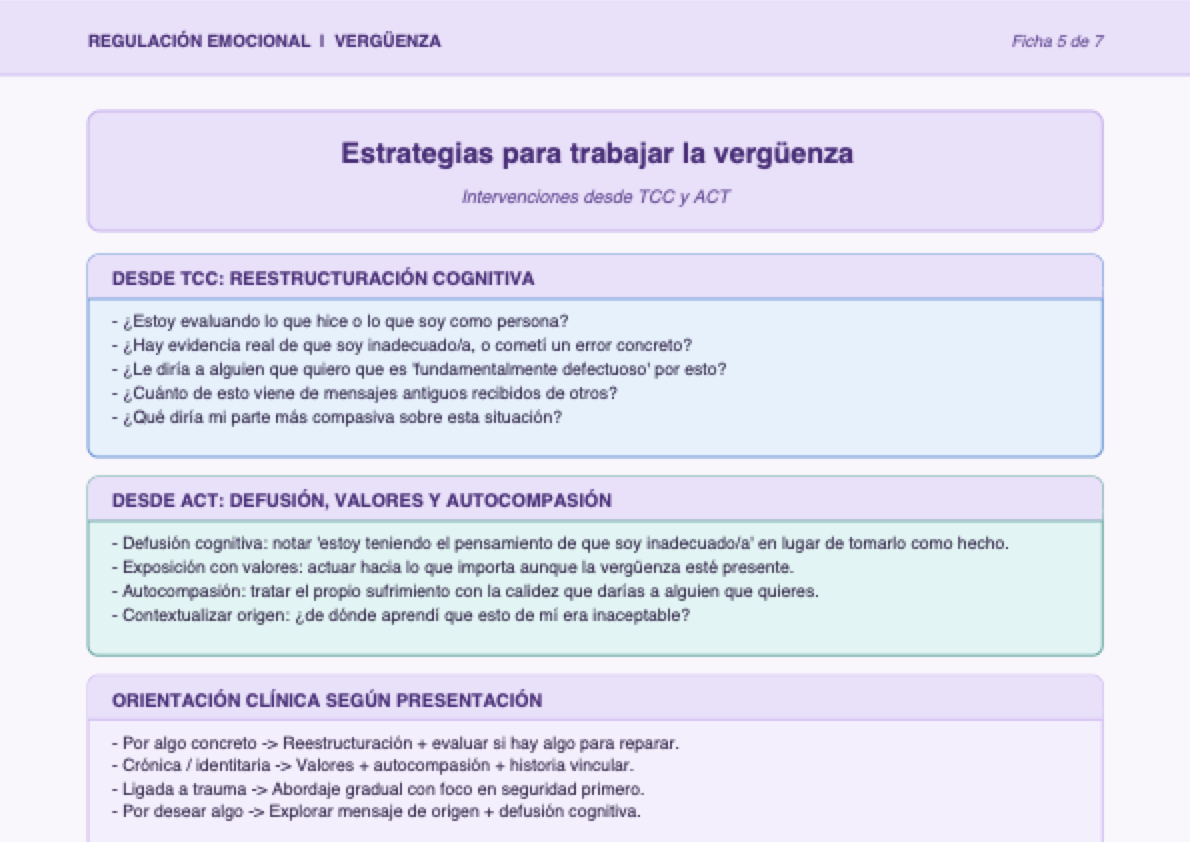 REGULACIÓN EMOCIONAL | VERGÜENZA
Ficha 5 de 7
Estrategias para trabajar la vergüenza
Intervenciones desde TCC y ACT
DESDE TCC: REESTRUCTURACIÓN COGNITIVA
- ¿Estoy evaluando lo que hice o lo que soy como persona?
- ¿Hay evidencia real de que soy inadecuado/a, o cometí un error concreto?
- ¿Le diría a alguien que quiero que es 'fundamentalmente defectuoso' por esto?
- ¿Cuánto de esto viene de mensajes antiguos recibidos de otros?
- ¿Qué diría mi parte más compasiva sobre esta situación?
DESDE ACT: DEFUSIÓN, VALORES Y AUTOCOMPASIÓN
- Defusión cognitiva: notar 'estoy teniendo el pensamiento de que soy inadecuado/a' en lugar de tomarlo como hecho.
- Exposición con valores: actuar hacia lo que importa aunque la vergüenza esté presente.
- Autocompasión: tratar el propio sufrimiento con la calidez que darías a alguien que quieres.
- Contextualizar origen: ¿de dónde aprendí que esto de mí era inaceptable?
ORIENTACIÓN CLÍNICA SEGÚN PRESENTACIÓN
- Por algo concreto -> Reestructuración + evaluar si hay algo para reparar.
- Crónica / identitaria -> Valores + autocompasión + historia vincular.
- Ligada a trauma -> Abordaje gradual con foco en seguridad primero.
- Por desear algo -> Explorar mensaje de origen + defusión cognitiva.